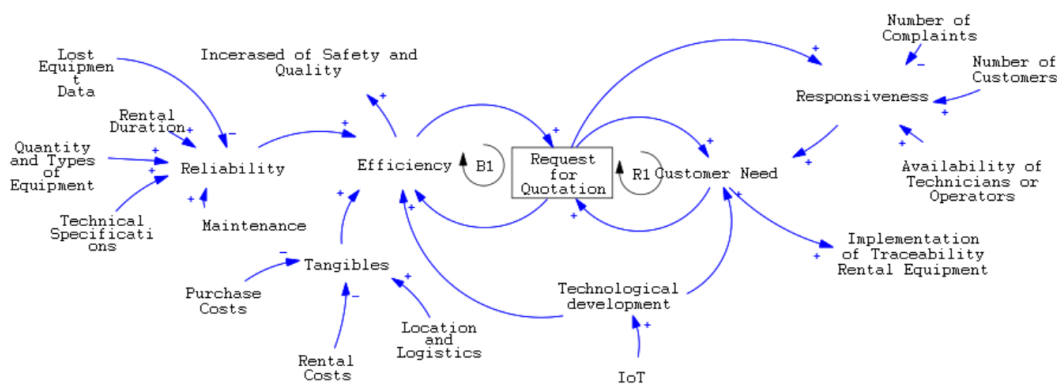 Lost
Equipmen
t
Data
Incerased of Safety and
Quality
Number of
Complaints
Number of
Customers
Rental
Duration
Responsiveness
Quantity
and Types
of
Equipment
Reliability
Efficiency
B1
Request
for
Quotation
R1
Customer Need
Availability of
Technicians or
Operators
Technical
Specificati
ons
Maintenance
Implementation
of Traceability
Rental Equipment
Tangibles
Purchase
Costs
Technological
development
Location
and
Logistics
Rental
Costs
IoT